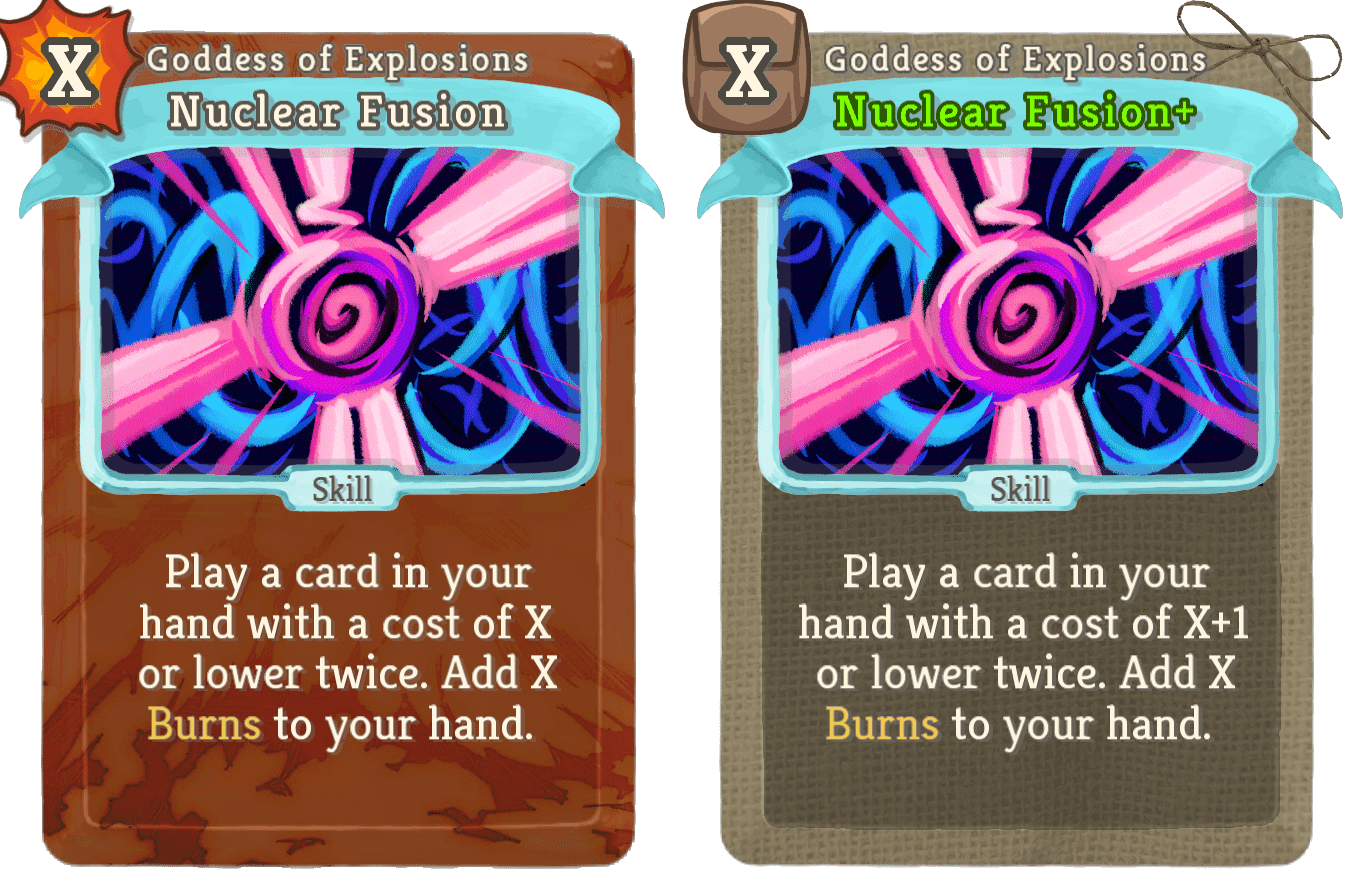 X
Goddess of Explosions
Nuclear Fusion
Skill
Play a card in your
hand with a cost of X
or lower twice. Add X
Burns to your hand.
X
Goddess of Explosions
Nuclear Fusion+
Skill
Play a card in your
hand with a cost of X+1
or lower twice. Add X
Burns to your hand.